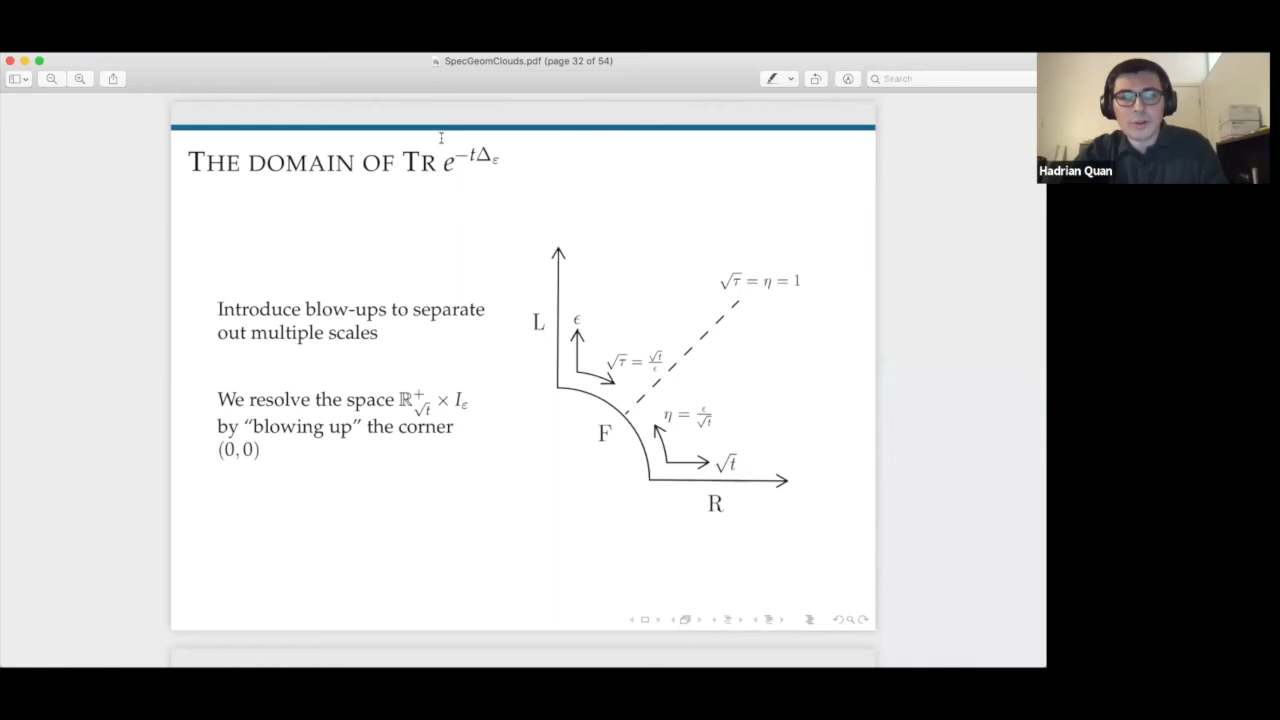 SpecGeomClouds.pdf (page 32 of 54)
Search
Hadrian Quan
THE DOMAIN OF TR e^{−tΔ_ε}
Introduce blow-ups to separate
out multiple scales
We resolve the space ℝ^+_{√t} × I_ε
by “blowing up” the corner
(0, 0)
√τ = η = 1
L
ϵ
√τ = √t/ϵ
η = ϵ/√t
F
√t
R